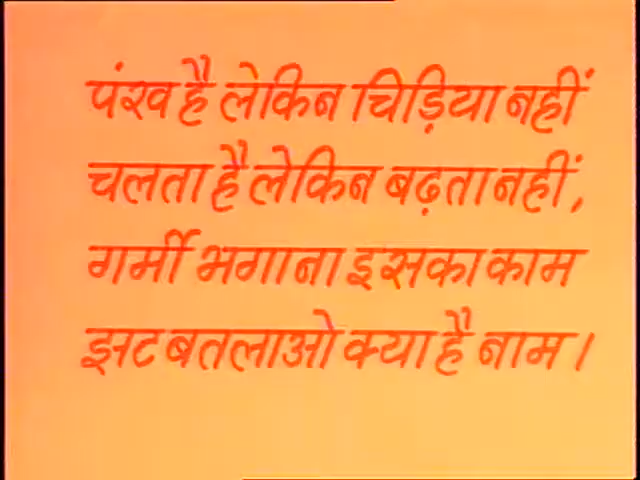 पंख है लेकिन चिड़िया नहीं
चलता है लेकिन बढ़ता नहीं,
गर्मी भगाना इसका काम
झट बतलाओ क्या है नाम।